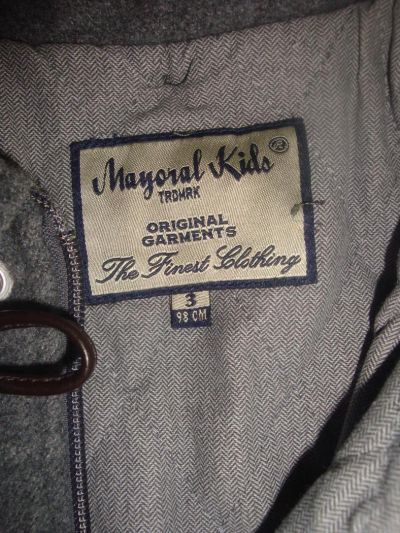 Mayoral Kids®
TRDMRK
ORIGINAL
GARMENTS
The Finest Clothing
3
98 CM